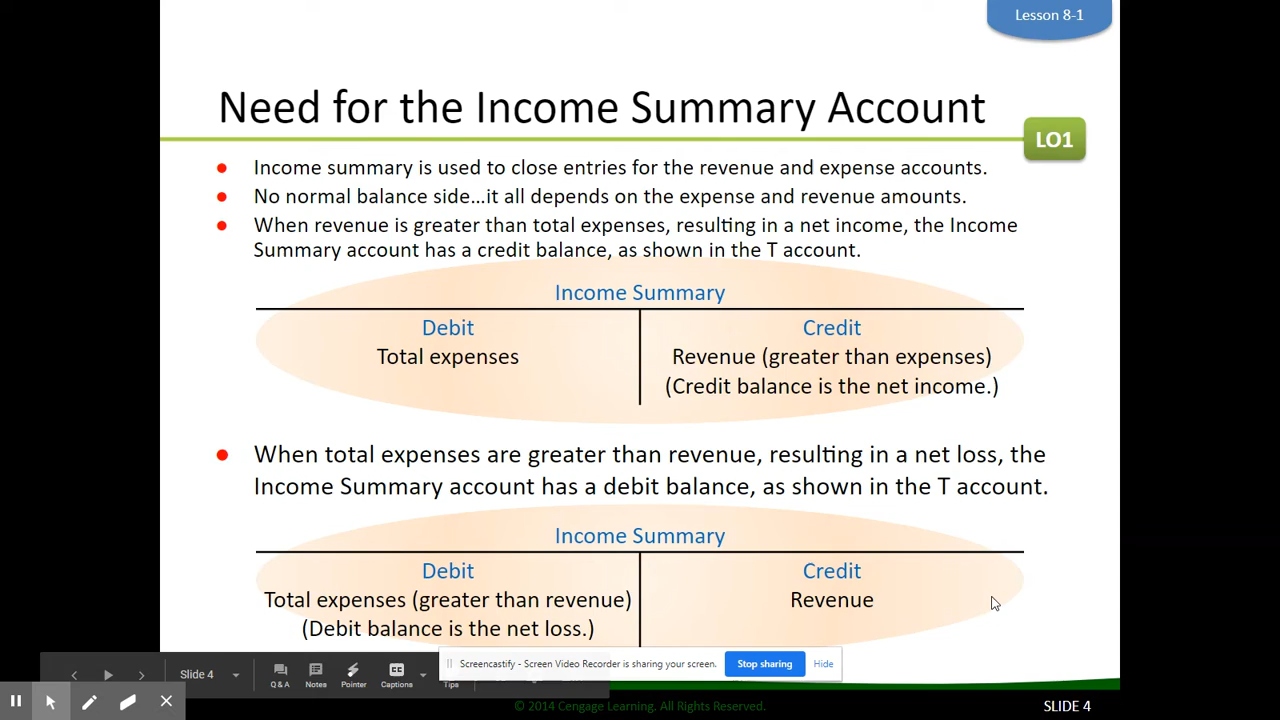 Lesson 8-1
Need for the Income Summary Account
LO1
Income summary is used to close entries for the revenue and expense accounts.
No normal balance side...it all depends on the expense and revenue amounts.
When revenue is greater than total expenses, resulting in a net income, the Income
Summary account has a credit balance, as shown in the T account.
Income Summary
Debit Credit
Total expenses Revenue (greater than expenses)
(Credit balance is the net income.)
When total expenses are greater than revenue, resulting in a net loss, the
Income Summary account has a debit balance, as shown in the T account.
Income Summary
Debit Credit
Total expenses (greater than revenue) Revenue
(Debit balance is the net loss.)
Screencastify - Screen Video Recorder is sharing your screen. Stop sharing Hide
Slide 4 Q & A Notes Pointer Captions Tips
© 2014 Cengage Learning. All Rights Reserved. SLIDE 4